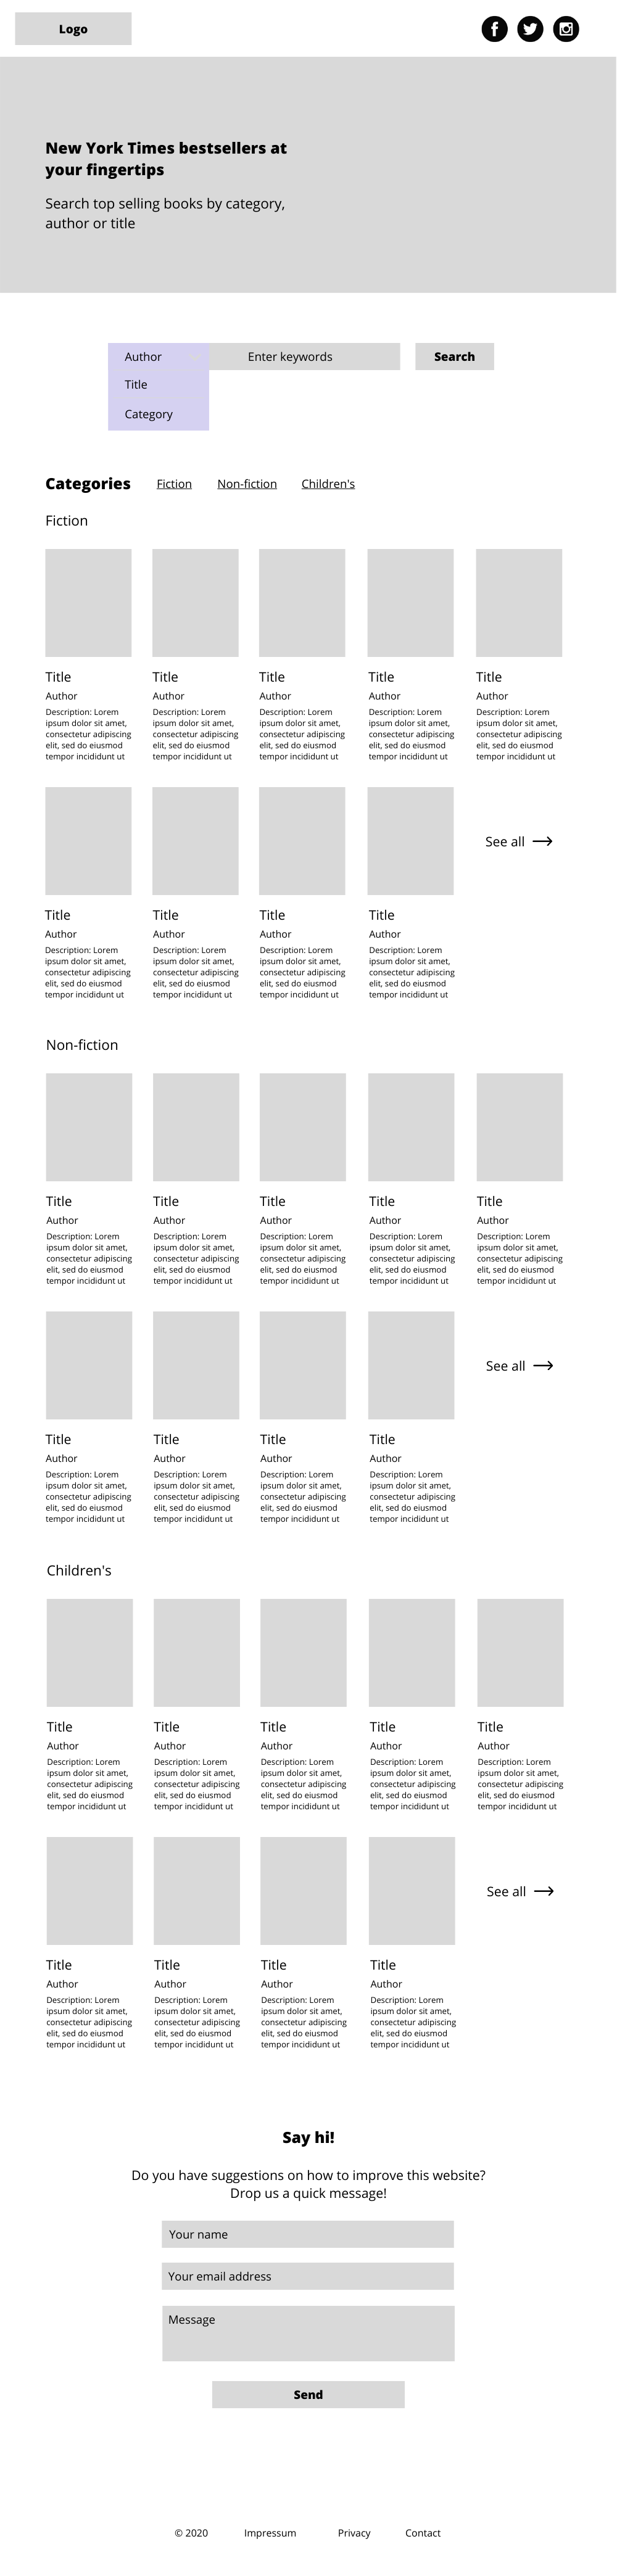 Logo
New York Times bestsellers at
your fingertips
Search top selling books by category,
author or title
Author Enter keywords Search
Title
Category
Categories Fiction Non-fiction Children's
Fiction
Title Title Title Title Title
Author Author Author Author Author
Description: Lorem Description: Lorem Description: Lorem Description: Lorem Description: Lorem
ipsum dolor sit amet, ipsum dolor sit amet, ipsum dolor sit amet, ipsum dolor sit amet, ipsum dolor sit amet,
consectetur adipiscing consectetur adipiscing consectetur adipiscing consectetur adipiscing consectetur adipiscing
elit, sed do eiusmod elit, sed do eiusmod elit, sed do eiusmod elit, sed do eiusmod elit, sed do eiusmod
tempor incididunt ut tempor incididunt ut tempor incididunt ut tempor incididunt ut tempor incididunt ut
See all
Title Title Title Title
Author Author Author Author
Description: Lorem Description: Lorem Description: Lorem Description: Lorem
ipsum dolor sit amet, ipsum dolor sit amet, ipsum dolor sit amet, ipsum dolor sit amet,
consectetur adipiscing consectetur adipiscing consectetur adipiscing consectetur adipiscing
elit, sed do eiusmod elit, sed do eiusmod elit, sed do eiusmod elit, sed do eiusmod
tempor incididunt ut tempor incididunt ut tempor incididunt ut tempor incididunt ut
Non-fiction
Title Title Title Title Title
Author Author Author Author Author
Description: Lorem Description: Lorem Description: Lorem Description: Lorem Description: Lorem
ipsum dolor sit amet, ipsum dolor sit amet, ipsum dolor sit amet, ipsum dolor sit amet, ipsum dolor sit amet,
consectetur adipiscing consectetur adipiscing consectetur adipiscing consectetur adipiscing consectetur adipiscing
elit, sed do eiusmod elit, sed do eiusmod elit, sed do eiusmod elit, sed do eiusmod elit, sed do eiusmod
tempor incididunt ut tempor incididunt ut tempor incididunt ut tempor incididunt ut tempor incididunt ut
See all
Title Title Title Title
Author Author Author Author
Description: Lorem Description: Lorem Description: Lorem Description: Lorem
ipsum dolor sit amet, ipsum dolor sit amet, ipsum dolor sit amet, ipsum dolor sit amet,
consectetur adipiscing consectetur adipiscing consectetur adipiscing consectetur adipiscing
elit, sed do eiusmod elit, sed do eiusmod elit, sed do eiusmod elit, sed do eiusmod
tempor incididunt ut tempor incididunt ut tempor incididunt ut tempor incididunt ut
Children's
Title Title Title Title Title
Author Author Author Author Author
Description: Lorem Description: Lorem Description: Lorem Description: Lorem Description: Lorem
ipsum dolor sit amet, ipsum dolor sit amet, ipsum dolor sit amet, ipsum dolor sit amet, ipsum dolor sit amet,
consectetur adipiscing consectetur adipiscing consectetur adipiscing consectetur adipiscing consectetur adipiscing
elit, sed do eiusmod elit, sed do eiusmod elit, sed do eiusmod elit, sed do eiusmod elit, sed do eiusmod
tempor incididunt ut tempor incididunt ut tempor incididunt ut tempor incididunt ut tempor incididunt ut
See all
Title Title Title Title
Author Author Author Author
Description: Lorem Description: Lorem Description: Lorem Description: Lorem
ipsum dolor sit amet, ipsum dolor sit amet, ipsum dolor sit amet, ipsum dolor sit amet,
consectetur adipiscing consectetur adipiscing consectetur adipiscing consectetur adipiscing
elit, sed do eiusmod elit, sed do eiusmod elit, sed do eiusmod elit, sed do eiusmod
tempor incididunt ut tempor incididunt ut tempor incididunt ut tempor incididunt ut
Say hi!
Do you have suggestions on how to improve this website?
Drop us a quick message!
Your name
Your email address
Message
Send
© 2020 Impressum Privacy Contact